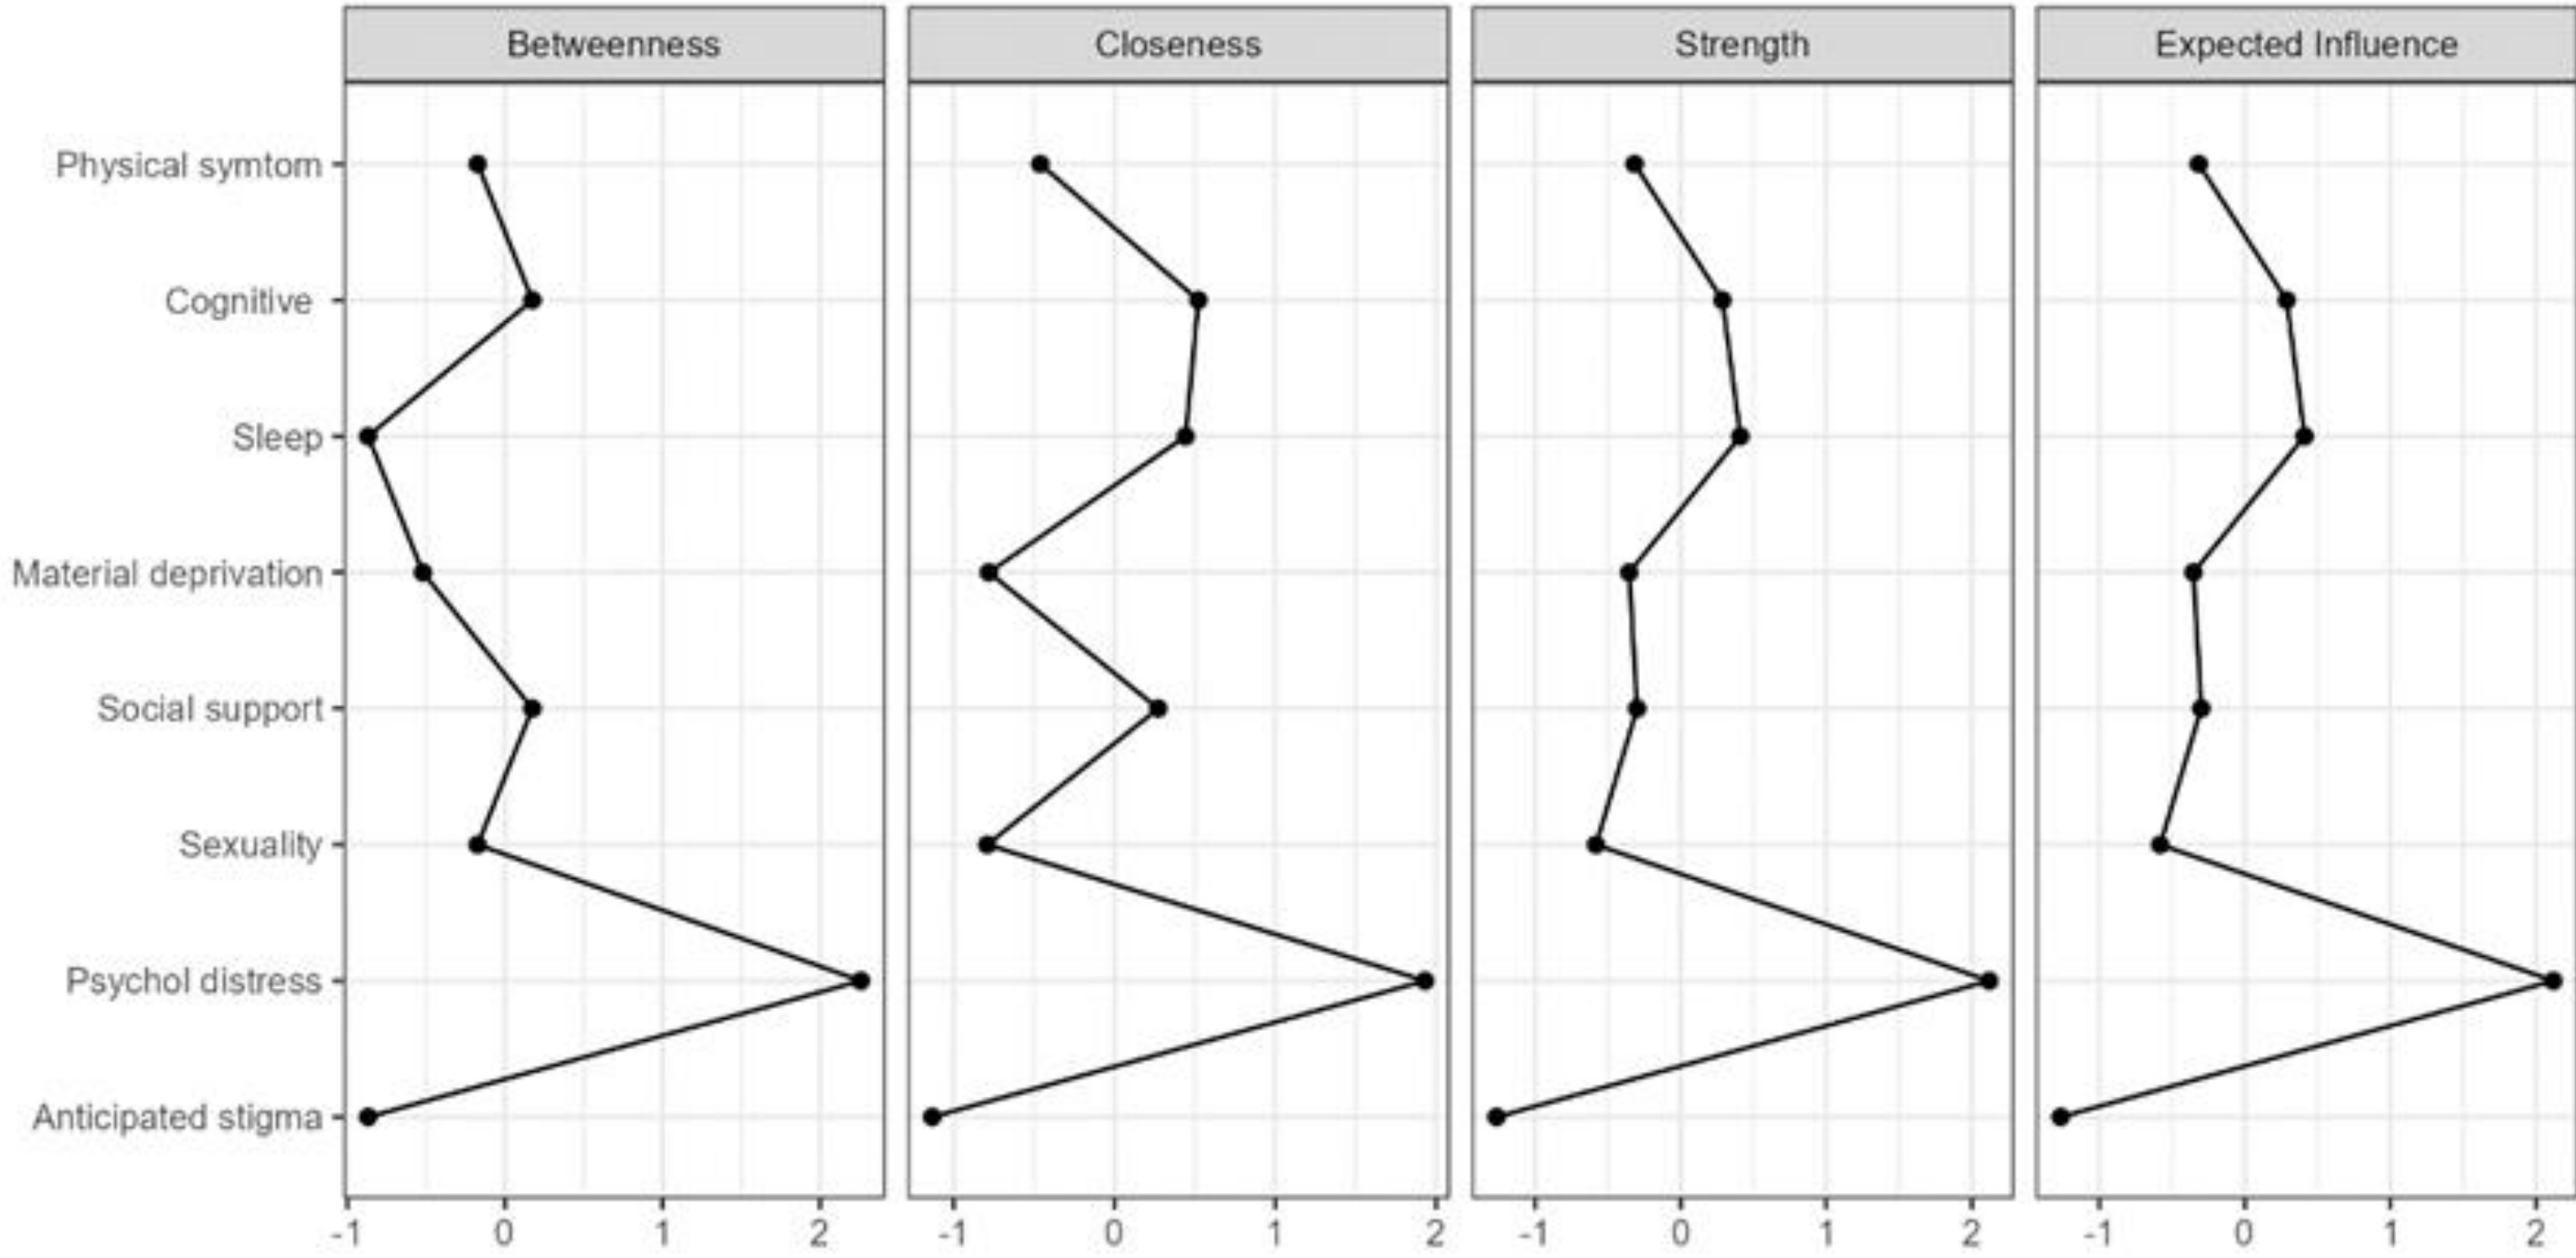 Betweenness Closeness Strength Expected Influence
Physical symtom
Cognitive
Sleep
Material deprivation
Social support
Sexuality
Psychol distress
Anticipated stigma
-1 0 1 2 -1 0 1 2 -1 0 1 2 -1 0 1 2